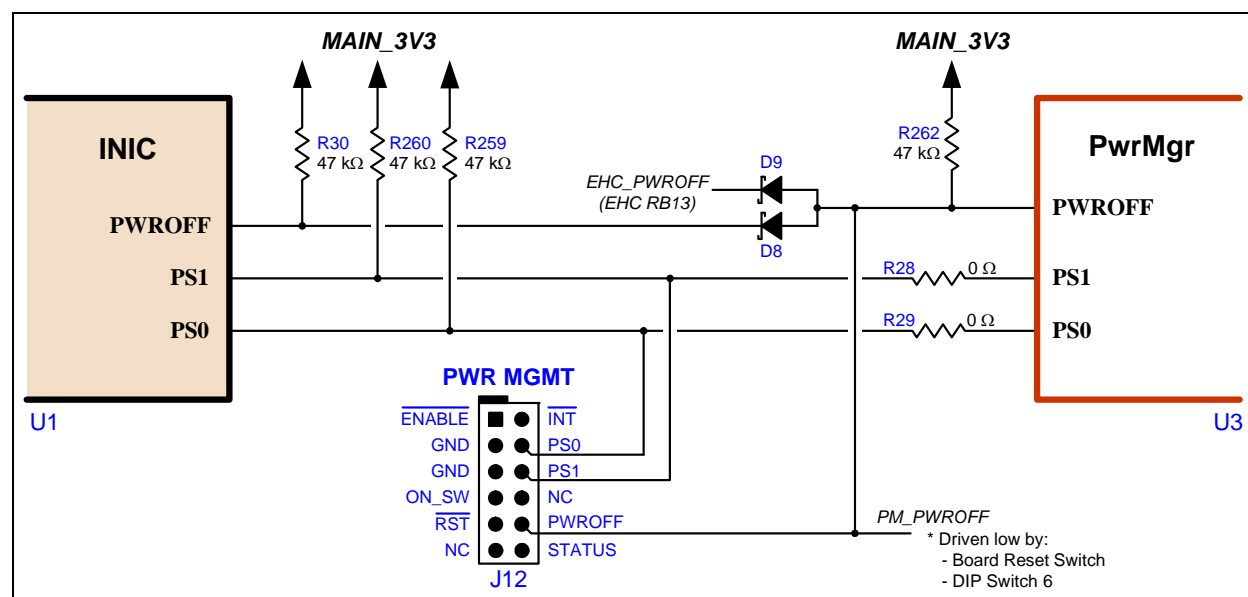 MAIN_3V3
MAIN_3V3
INIC
R30
47 kΩ
R260
47 kΩ
R259
47 kΩ
R262
47 kΩ
PwrMgr
D9
EHC_PWROFF
(EHC RB13)
PWROFF
PWROFF
D8
PS1
R28
0 Ω
PS1
PS0
R29
0 Ω
PS0
PWR MGMT
U1
U3
ENABLE
INT
GND
PS0
GND
PS1
ON_SW
NC
RST
PWROFF
NC
STATUS
J12
PM_PWROFF
* Driven low by:
- Board Reset Switch
- DIP Switch 6